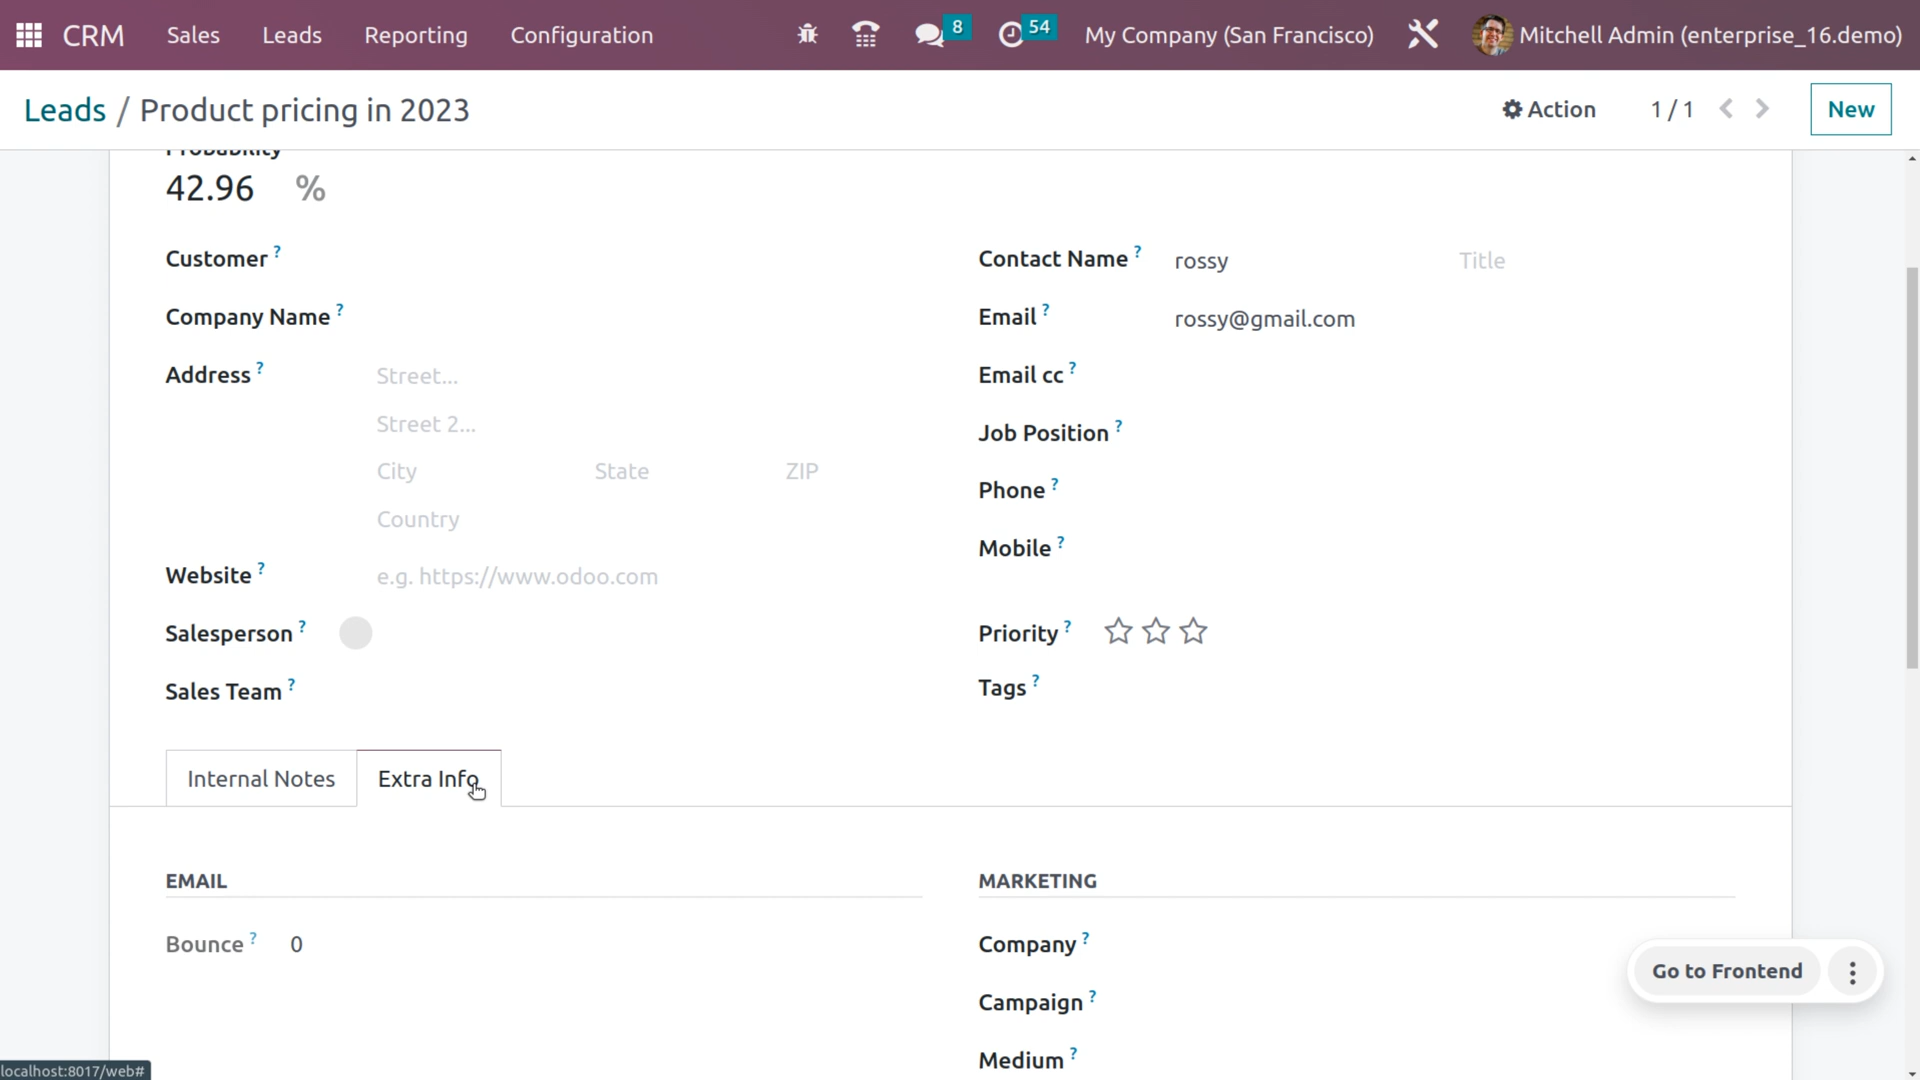 CRM Sales Leads Reporting Configuration 8 54 My Company (San Francisco) Mitchell Admin (enterprise_16.demo)
Leads / Product pricing in 2023 Action 1 / 1 New
Probability
42.96 %
Customer ? Contact Name ? rossy Title
Company Name ? Email ? rossy@gmail.com
Address ? Street... Email cc ?
Street 2...
Job Position ?
City State ZIP
Phone ?
Country
Mobile ?
Website ? e.g. https://www.odoo.com
Salesperson ? Priority ?
Sales Team ? Tags ?
Internal Notes Extra Info
EMAIL MARKETING
Bounce ? 0 Company ?
Go to Frontend
Campaign ?
Medium ?
localhost:8017/web#